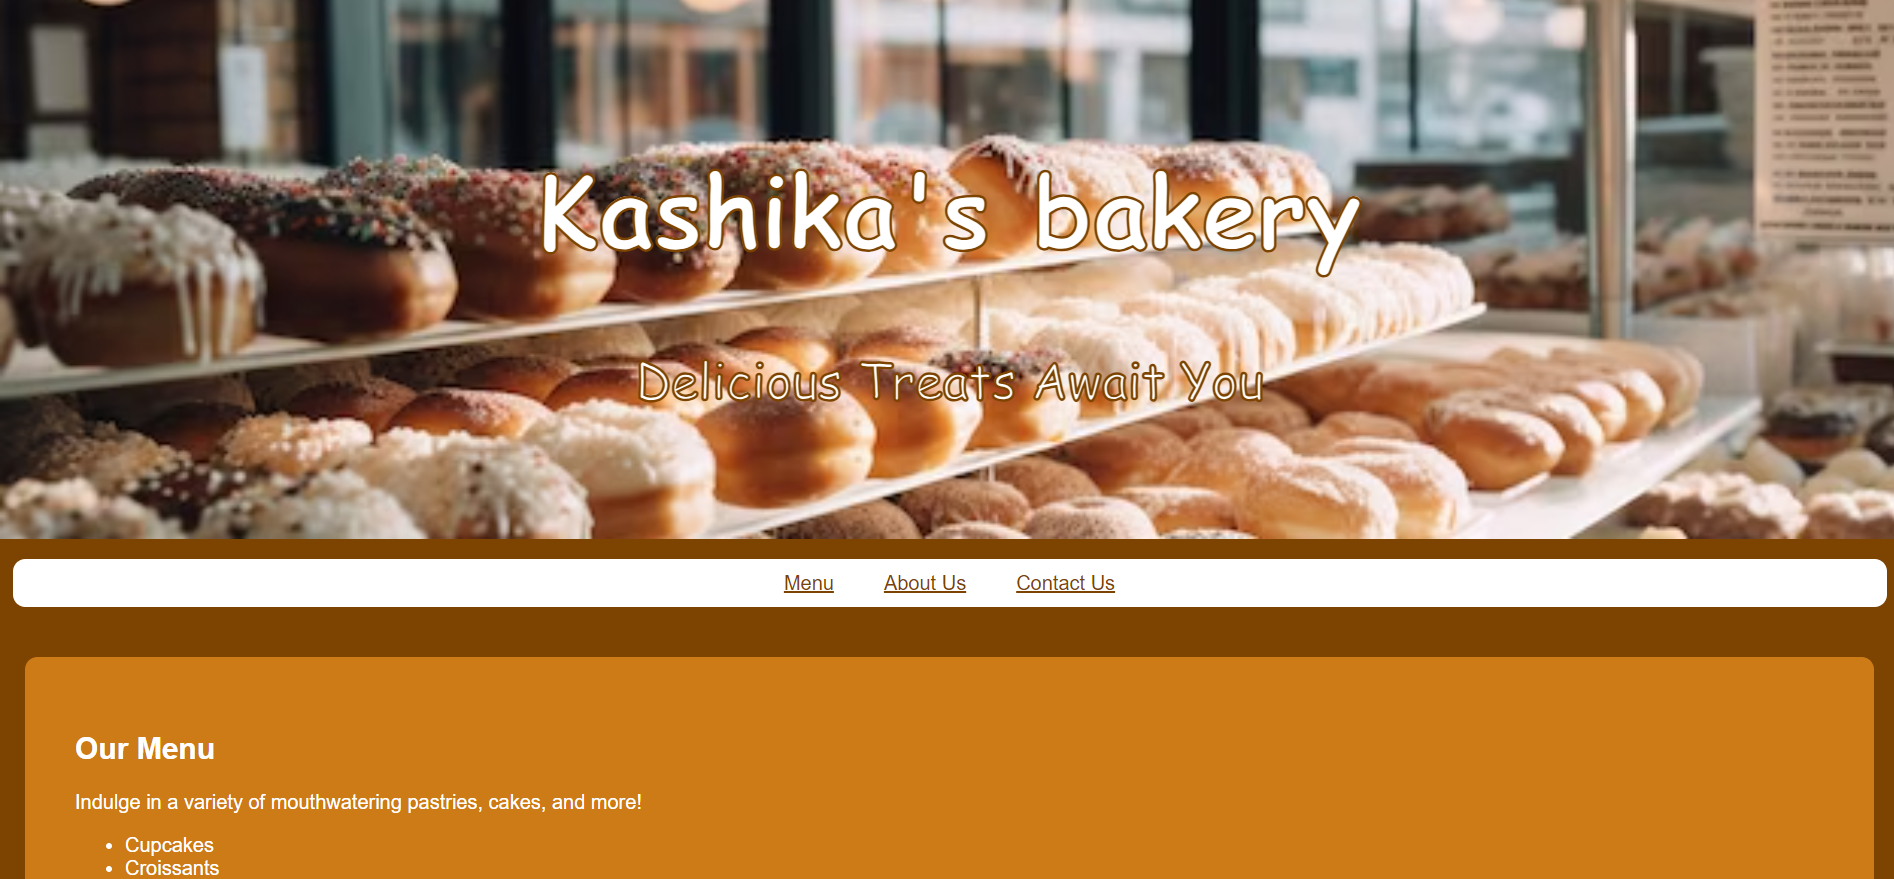 Kashika's bakery
Delicious Treats Await You
Menu About Us Contact Us
Our Menu
Indulge in a variety of mouthwatering pastries, cakes, and more!
• Cupcakes
• Croissants